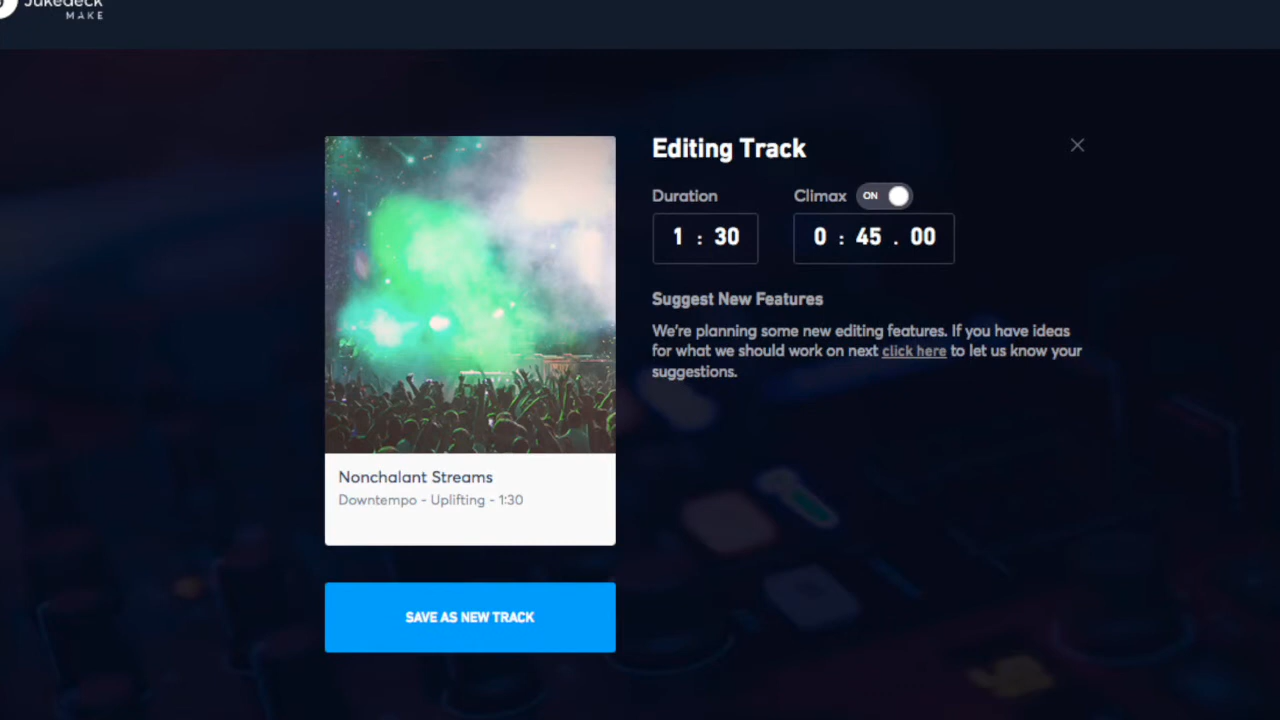 Jukedeck
MAKE
Editing Track
Duration
Climax ON
1 : 30
0 : 45 . 00
Suggest New Features
We're planning some new editing features. If you have ideas
for what we should work on next click here to let us know your
suggestions.
Nonchalant Streams
Downtempo - Uplifting - 1:30
SAVE AS NEW TRACK